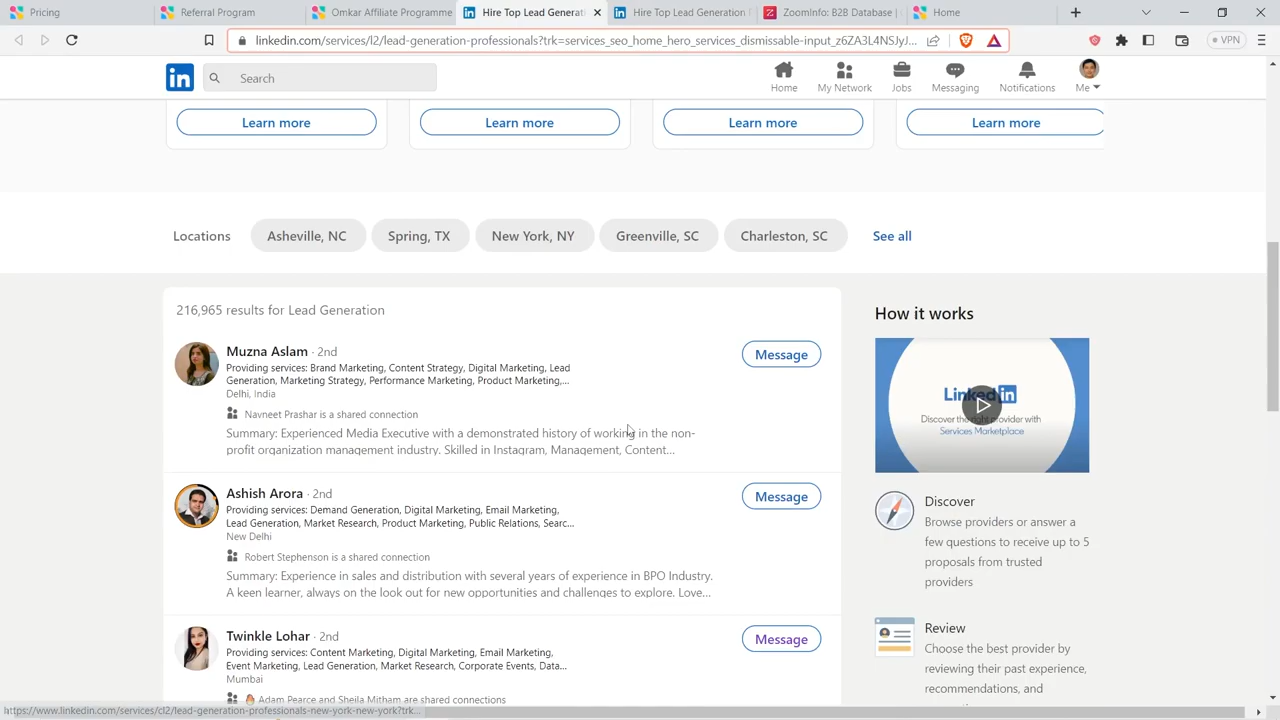 Pricing
Referral Program
Omkar Affiliate Programme
Hire Top Lead Generati
Hire Top Lead Generation
ZoomInfo: B2B Database
Home
linkedin.com/services/l2/lead-generation-professionals?trk=services_seo_home_hero_services_dismissable-input_z6ZA3L4NSJyJ...
VPN
in
Search
Home
My Network
Jobs
Messaging
Notifications
Me
Learn more
Learn more
Learn more
Learn more
Locations
Asheville, NC
Spring, TX
New York, NY
Greenville, SC
Charleston, SC
See all
216,965 results for Lead Generation
Muzna Aslam · 2nd
Message
Providing services: Brand Marketing, Content Strategy, Digital Marketing, Lead
Generation, Marketing Strategy, Performance Marketing, Product Marketing,...
Delhi, India
Navneet Prashar is a shared connection
Summary: Experienced Media Executive with a demonstrated history of working in the non-
profit organization management industry. Skilled in Instagram, Management, Content...
Ashish Arora · 2nd
Message
Providing services: Demand Generation, Digital Marketing, Email Marketing,
Lead Generation, Market Research, Product Marketing, Public Relations, Searc...
New Delhi
Robert Stephenson is a shared connection
Summary: Experience in sales and distribution with several years of experience in BPO Industry.
A keen learner, always on the look out for new opportunities and challenges to explore. Love...
Twinkle Lohar · 2nd
Message
Providing services: Content Marketing, Digital Marketing, Email Marketing,
Event Marketing, Lead Generation, Market Research, Corporate Events, Data...
Mumbai
🔥 Adam Pearce and Sheila Mitham are shared connections
How it works
Linked in
Discover the right provider with
Services Marketplace
Discover
Browse providers or answer a
few questions to receive up to 5
proposals from trusted
providers
Review
Choose the best provider by
reviewing their past experience,
recommendations, and
https://www.linkedin.com/services/cl2/lead-generation-professionals-new-york-new-york?trk...